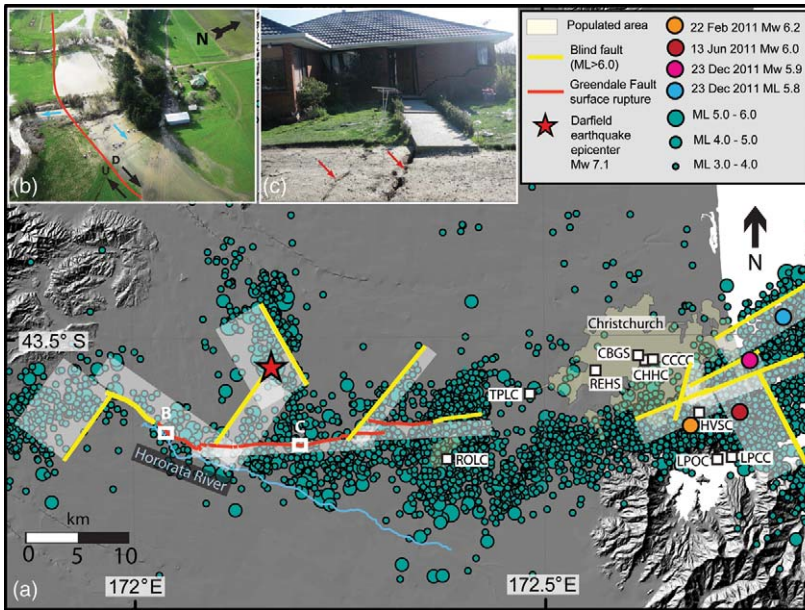 N
D
U
(b)
(c)
Populated area
Blind fault
(ML>6.0)
Greendale Fault
surface rupture
Darfield
earthquake
epicenter
Mw 7.1
22 Feb 2011 Mw 6.2
13 Jun 2011 Mw 6.0
23 Dec 2011 Mw 5.9
23 Dec 2011 ML 5.8
ML 5.0 - 6.0
ML 4.0 - 5.0
ML 3.0 - 4.0
N
43.5° S
Christchurch
CBGS
CCCC
CHHC
REHS
TPLC
B
C
HVSC
ROLC
LPOC
LPCC
Hororata River
km
0 5 10
(a)
172°E
172.5°E